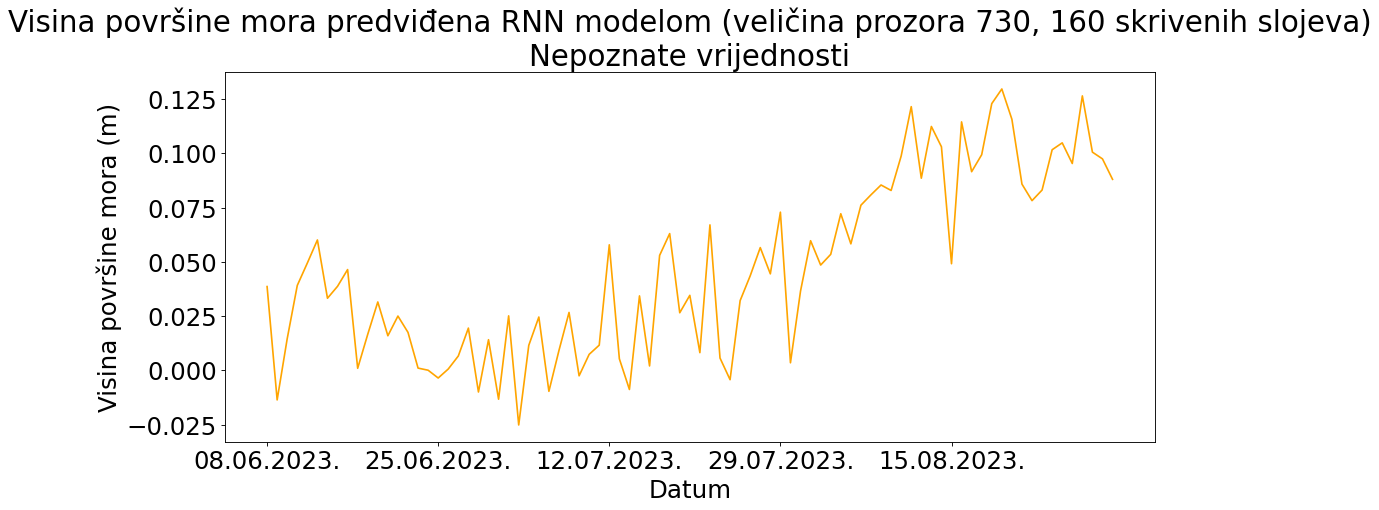 Visina površine mora predviđena RNN modelom (veličina prozora 730, 160 skrivenih slojeva)
Nepoznate vrijednosti
Visina površine mora (m)
0.125
0.100
0.075
0.050
0.025
0.000
−0.025
08.06.2023. 25.06.2023. 12.07.2023. 29.07.2023. 15.08.2023.
Datum